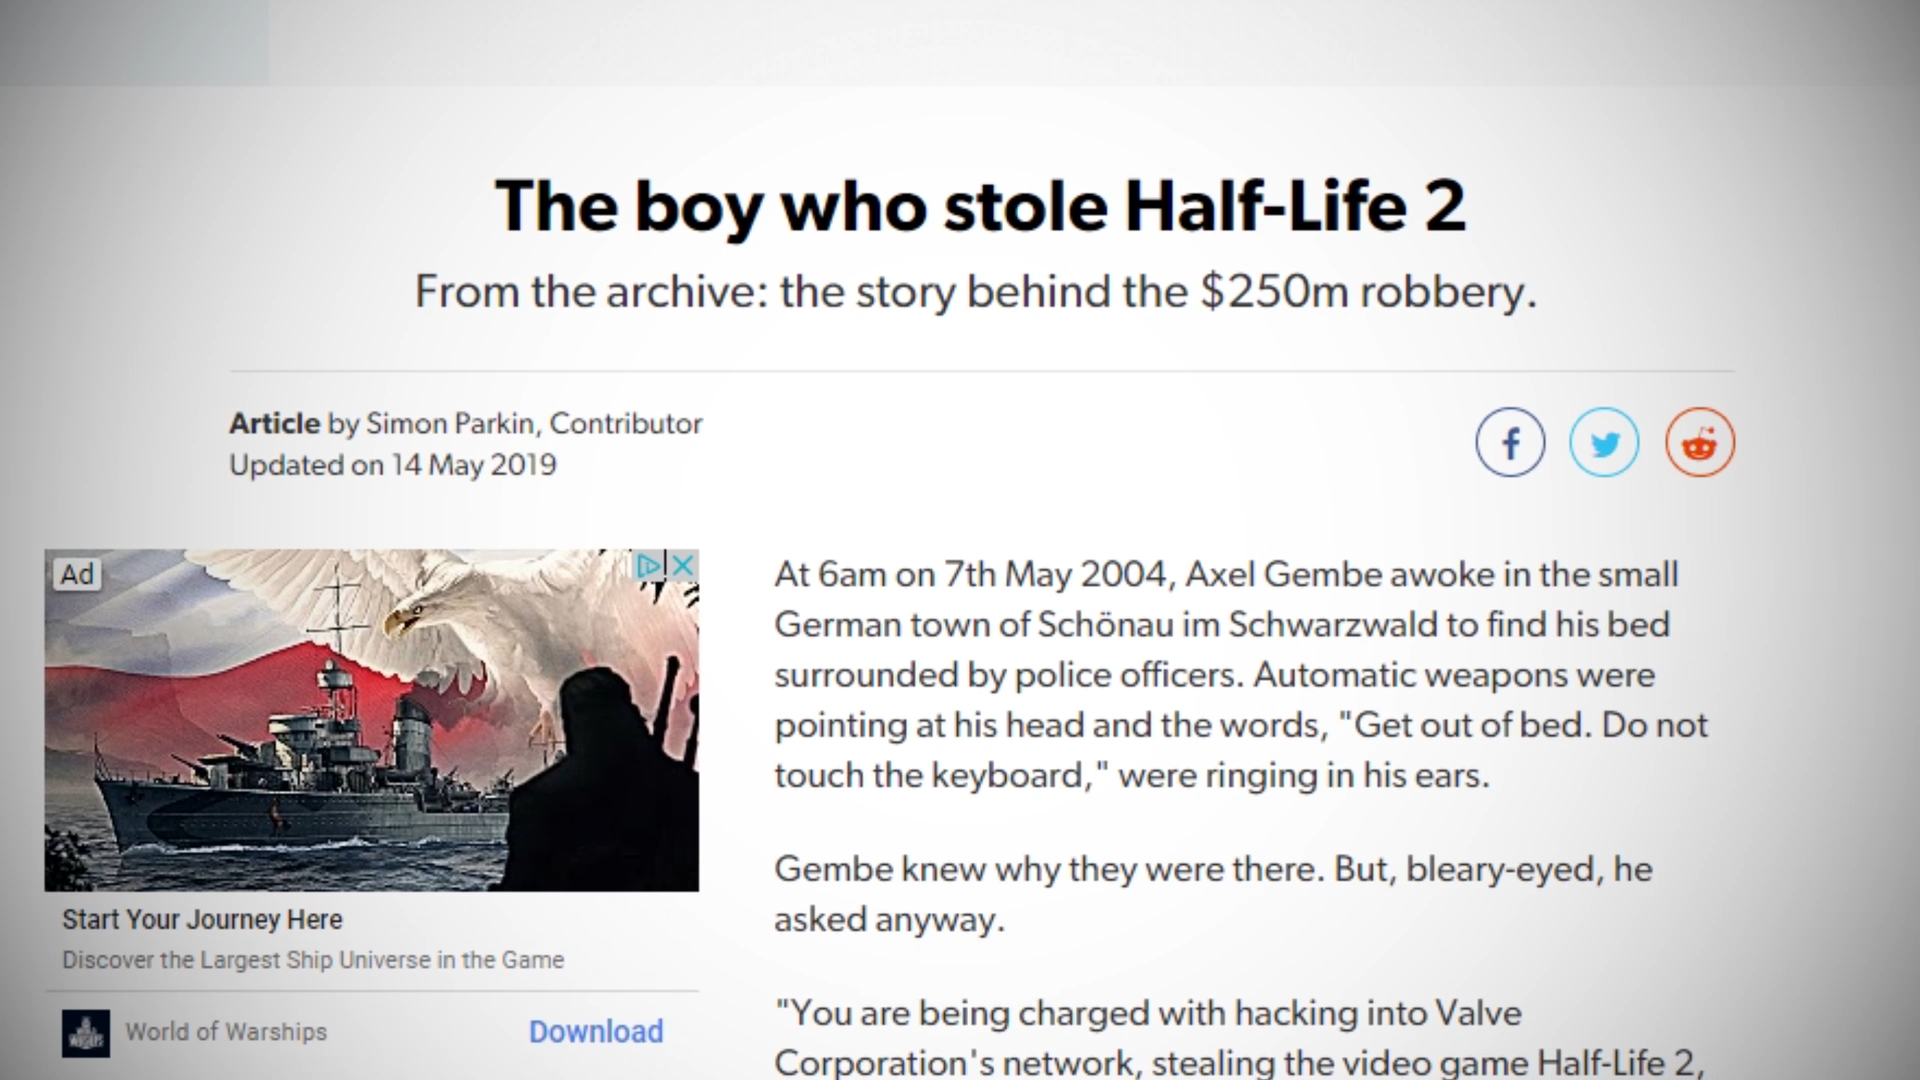 The boy who stole Half-Life 2
From the archive: the story behind the $250m robbery.
Article by Simon Parkin, Contributor
Updated on 14 May 2019
Ad
Start Your Journey Here
Discover the Largest Ship Universe in the Game
World of Warships
Download
At 6am on 7th May 2004, Axel Gembe awoke in the small
German town of Schönau im Schwarzwald to find his bed
surrounded by police officers. Automatic weapons were
pointing at his head and the words, "Get out of bed. Do not
touch the keyboard," were ringing in his ears.
Gembe knew why they were there. But, bleary-eyed, he
asked anyway.
"You are being charged with hacking into Valve
Corporation's network, stealing the video game Half-Life 2,